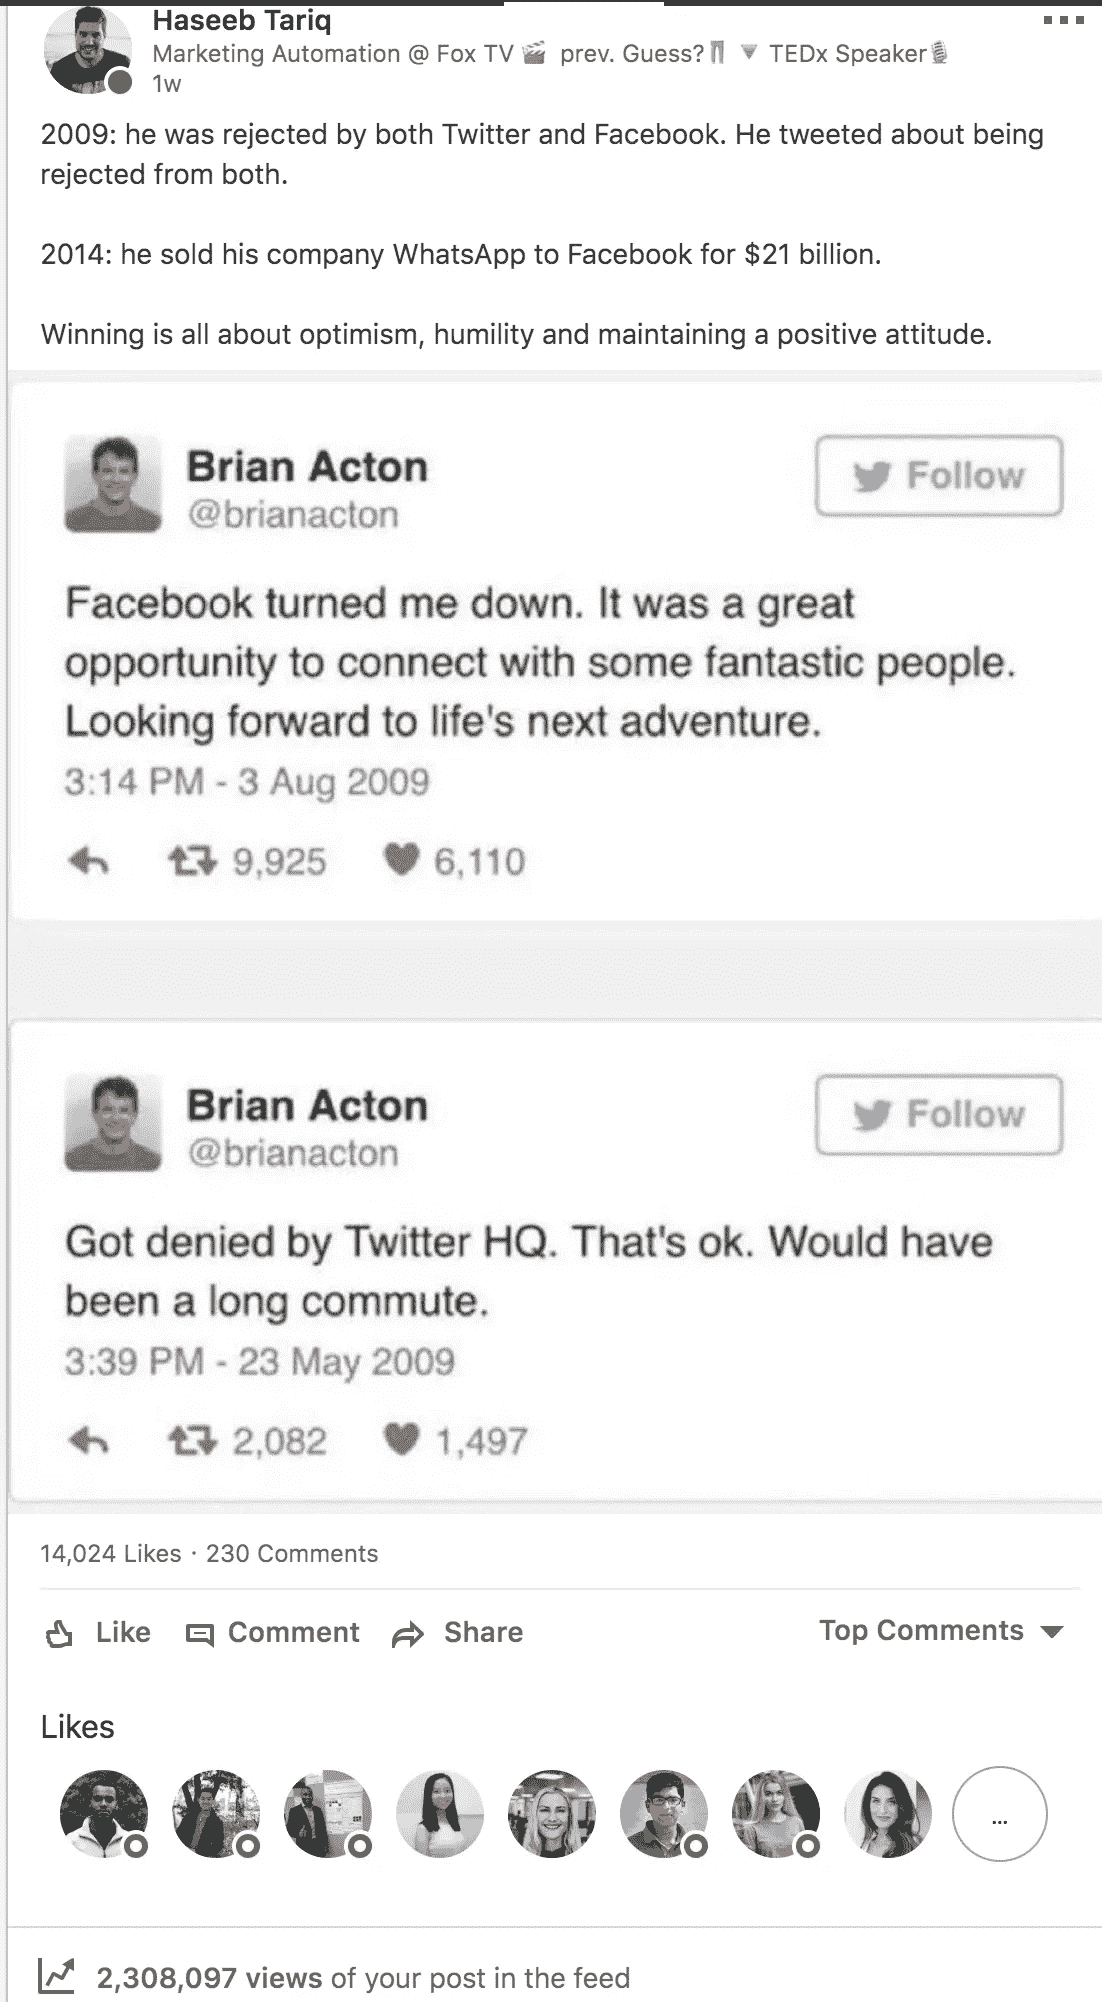 Haseeb Tariq
Marketing Automation @ Fox TV 🎬 prev. Guess?👖 ▼ TEDx Speaker🎙
1w
2009: he was rejected by both Twitter and Facebook. He tweeted about being
rejected from both.
2014: he sold his company WhatsApp to Facebook for $21 billion.
Winning is all about optimism, humility and maintaining a positive attitude.
Brian Acton
@brianacton
Follow
Facebook turned me down. It was a great
opportunity to connect with some fantastic people.
Looking forward to life's next adventure.
3:14 PM - 3 Aug 2009
9,925 6,110
Brian Acton
@brianacton
Follow
Got denied by Twitter HQ. That's ok. Would have
been a long commute.
3:39 PM - 23 May 2009
2,082 1,497
14,024 Likes · 230 Comments
Like Comment Share Top Comments
Likes
...
2,308,097 views of your post in the feed